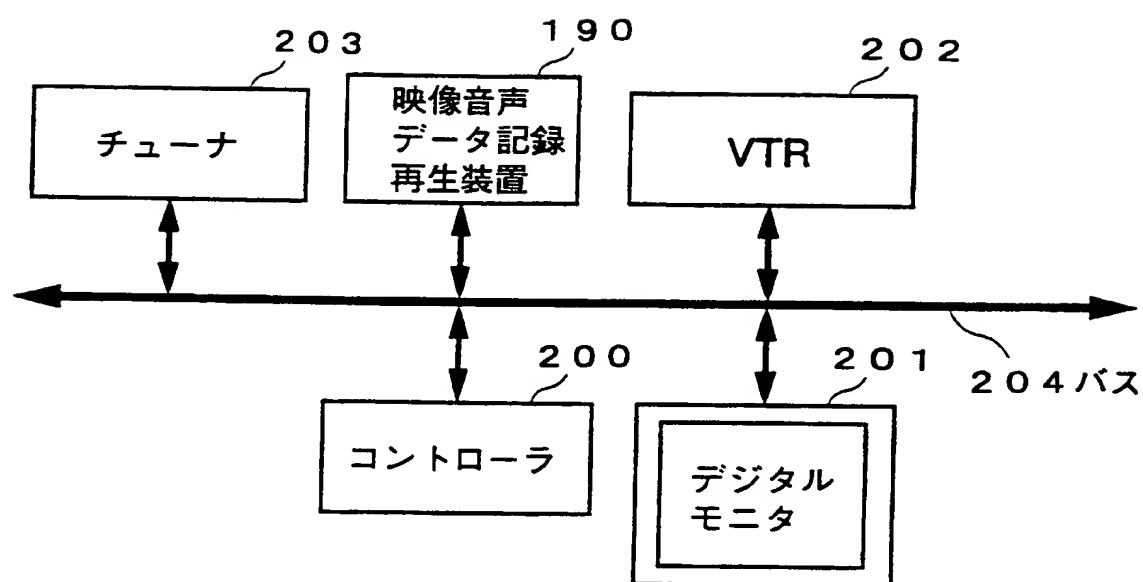 203
チューナ
190
映像音声
データ記録
再生装置
202
VTR
200
コントローラ
201
デジタル
モニタ
204バス